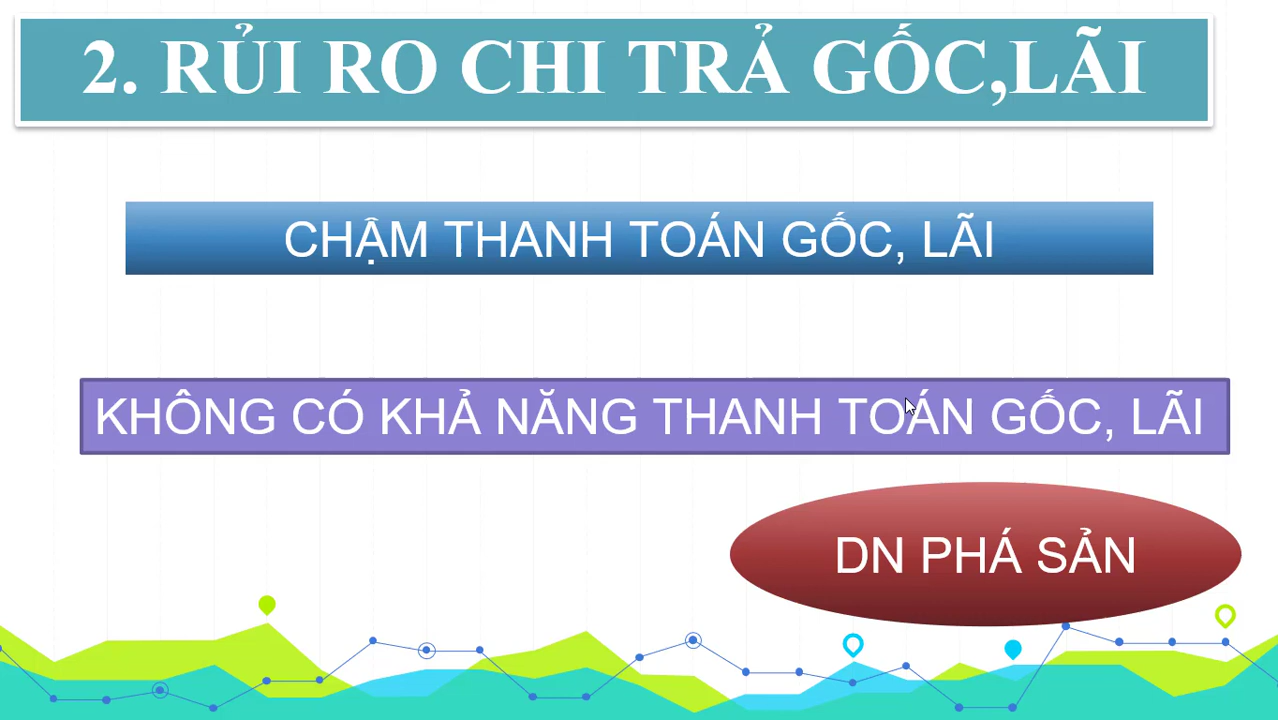 2. RỦI RO CHI TRẢ GỐC,LÃI
CHẬM THANH TOÁN GỐC, LÃI
KHÔNG CÓ KHẢ NĂNG THANH TOÁN GỐC, LÃI
DN PHÁ SẢN